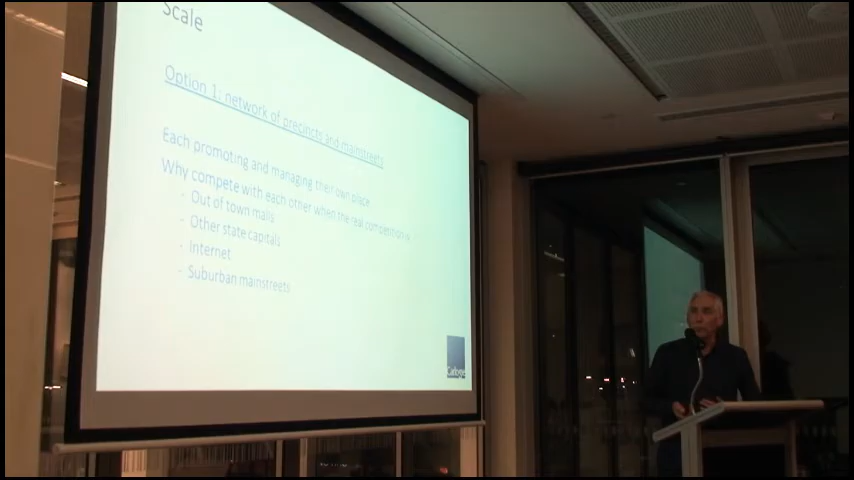 Scale
Option 1: network of precincts and mainstreets
Each promoting and managing their own place
Why compete with each other when the real competition is
- Out of town malls
- Other state capitals
- Internet
- Suburban mainstreets